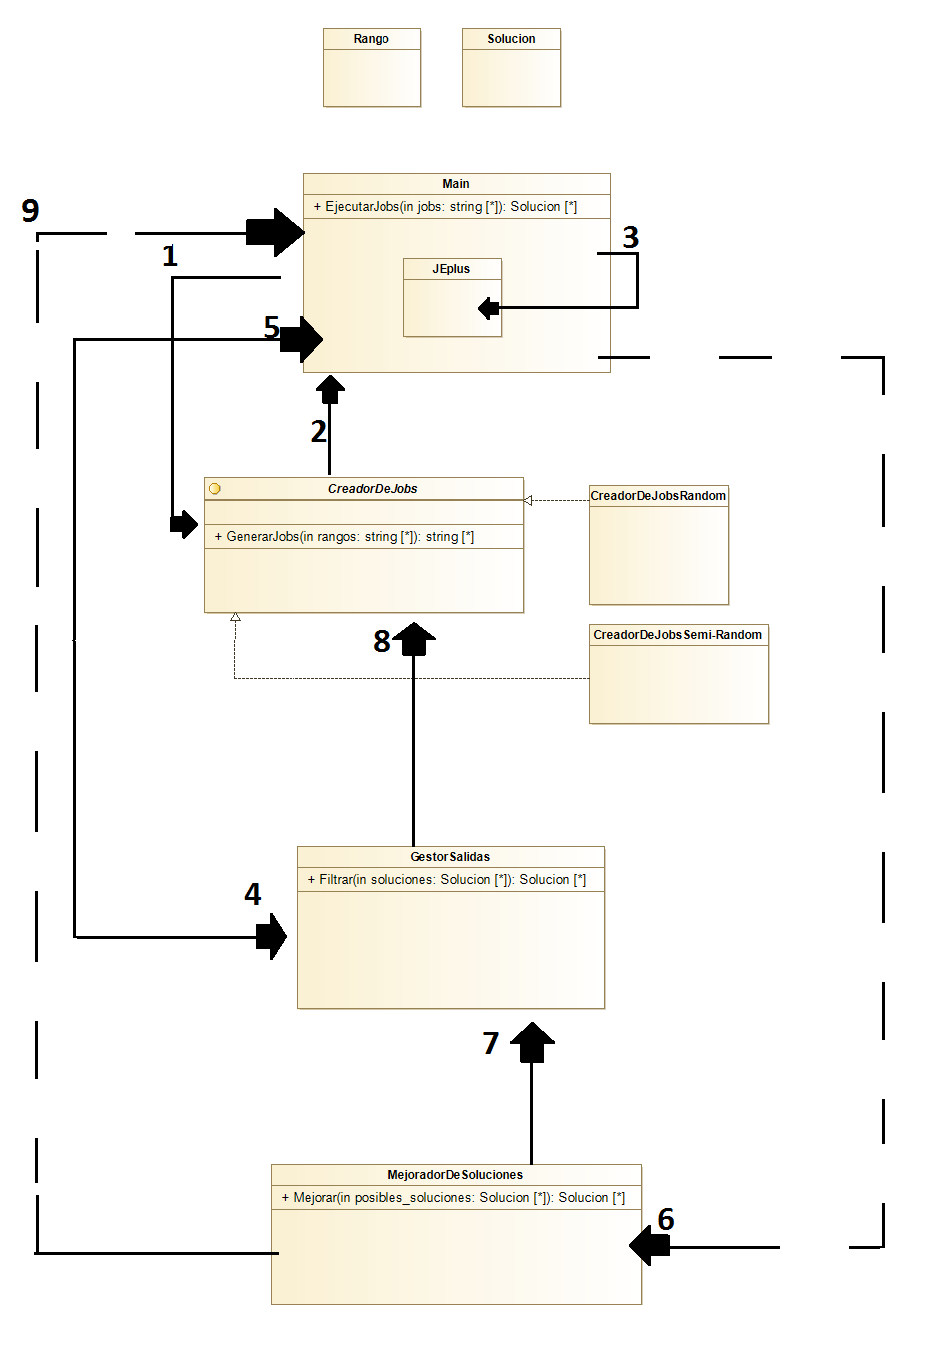 Rango
Solucion
Main
+ EjecutarJobs(in jobs: string [*]): Solucion [*]
9
1
3
JEplus
5
2
CreadorDeJobs
+ GenerarJobs(in rangos: string [*]): string [*]
CreadorDeJobsRandom
8
CreadorDeJobsSemi-Random
GestorSalidas
+ Filtrar(in soluciones: Solucion [*]): Solucion [*]
4
7
MejoradorDeSoluciones
+ Mejorar(in posibles_soluciones: Solucion [*]): Solucion [*]
6